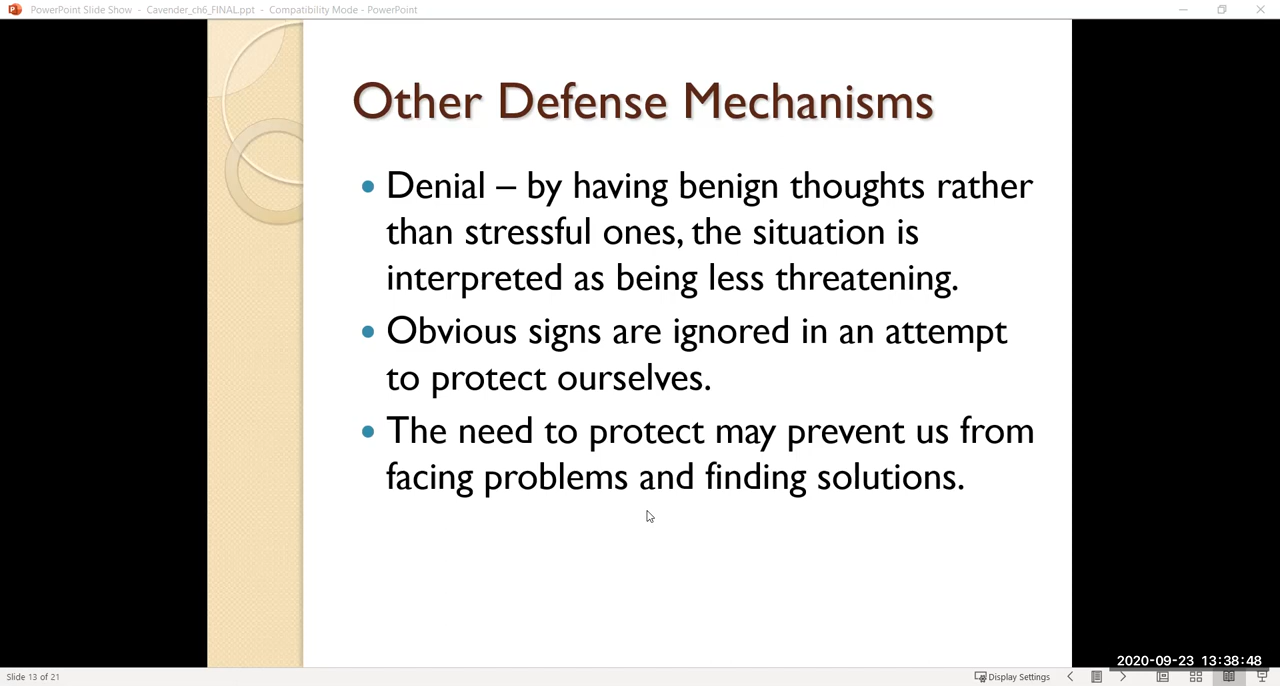 PowerPoint Slide Show - Cavender_ch6_FINAL.ppt - Compatibility Mode - PowerPoint
Other Defense Mechanisms
• Denial – by having benign thoughts rather
than stressful ones, the situation is
interpreted as being less threatening.
• Obvious signs are ignored in an attempt
to protect ourselves.
• The need to protect may prevent us from
facing problems and finding solutions.
2020-09-23 13:38:48
Slide 13 of 21
Display Settings